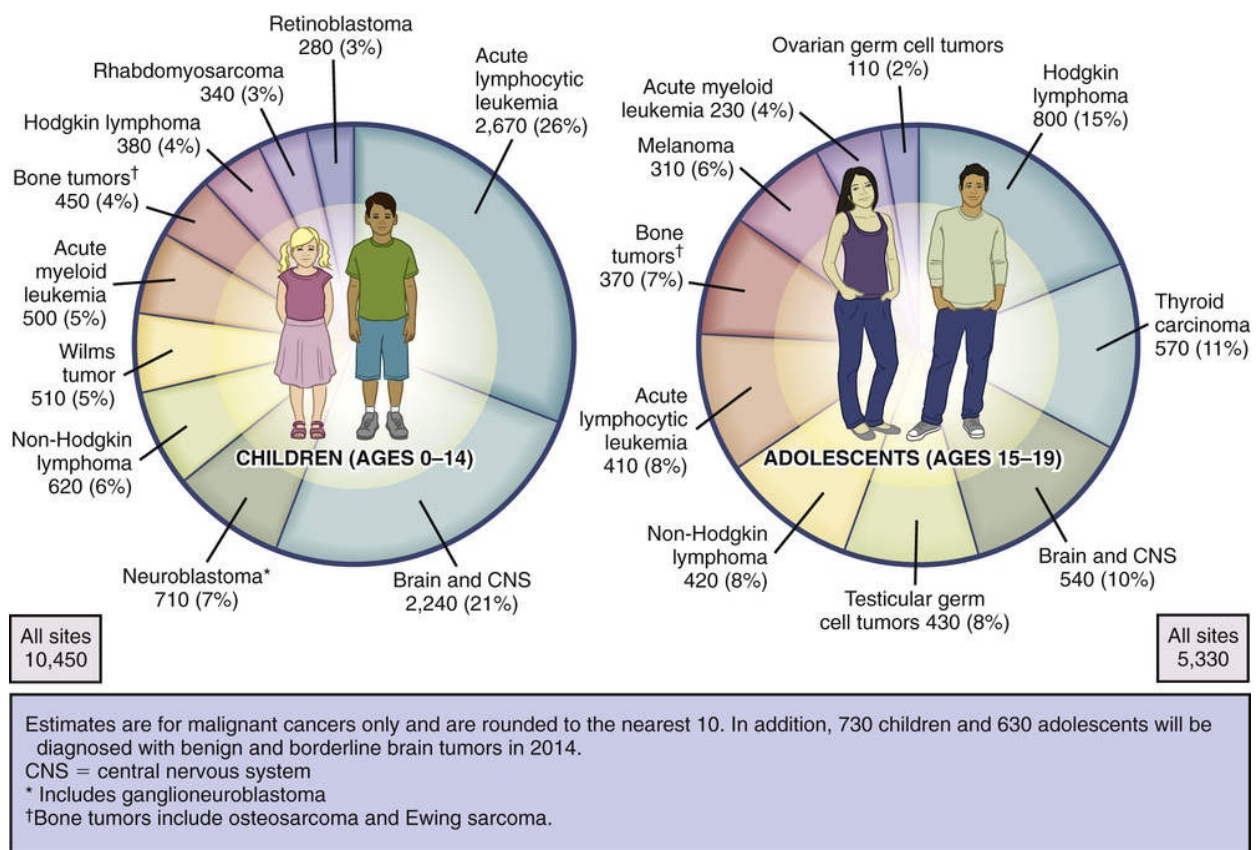 Retinoblastoma
280 (3%)
Rhabdomyosarcoma
340 (3%)
Hodgkin lymphoma
380 (4%)
Bone tumors†
450 (4%)
Acute
myeloid
leukemia
500 (5%)
Wilms
tumor
510 (5%)
Non-Hodgkin
lymphoma
620 (6%)
Neuroblastoma*
710 (7%)
Brain and CNS
2,240 (21%)
Acute
lymphocytic
leukemia
2,670 (26%)
CHILDREN (AGES 0–14)
All sites
10,450
Ovarian germ cell tumors
110 (2%)
Acute myeloid
leukemia 230 (4%)
Melanoma
310 (6%)
Bone
tumors†
370 (7%)
Acute
lymphocytic
leukemia
410 (8%)
Non-Hodgkin
lymphoma
420 (8%)
Testicular germ
cell tumors 430 (8%)
Brain and CNS
540 (10%)
Thyroid
carcinoma
570 (11%)
Hodgkin
lymphoma
800 (15%)
ADOLESCENTS (AGES 15–19)
All sites
5,330
Estimates are for malignant cancers only and are rounded to the nearest 10. In addition, 730 children and 630 adolescents will be
diagnosed with benign and borderline brain tumors in 2014.
CNS = central nervous system
* Includes ganglioneuroblastoma
†Bone tumors include osteosarcoma and Ewing sarcoma.